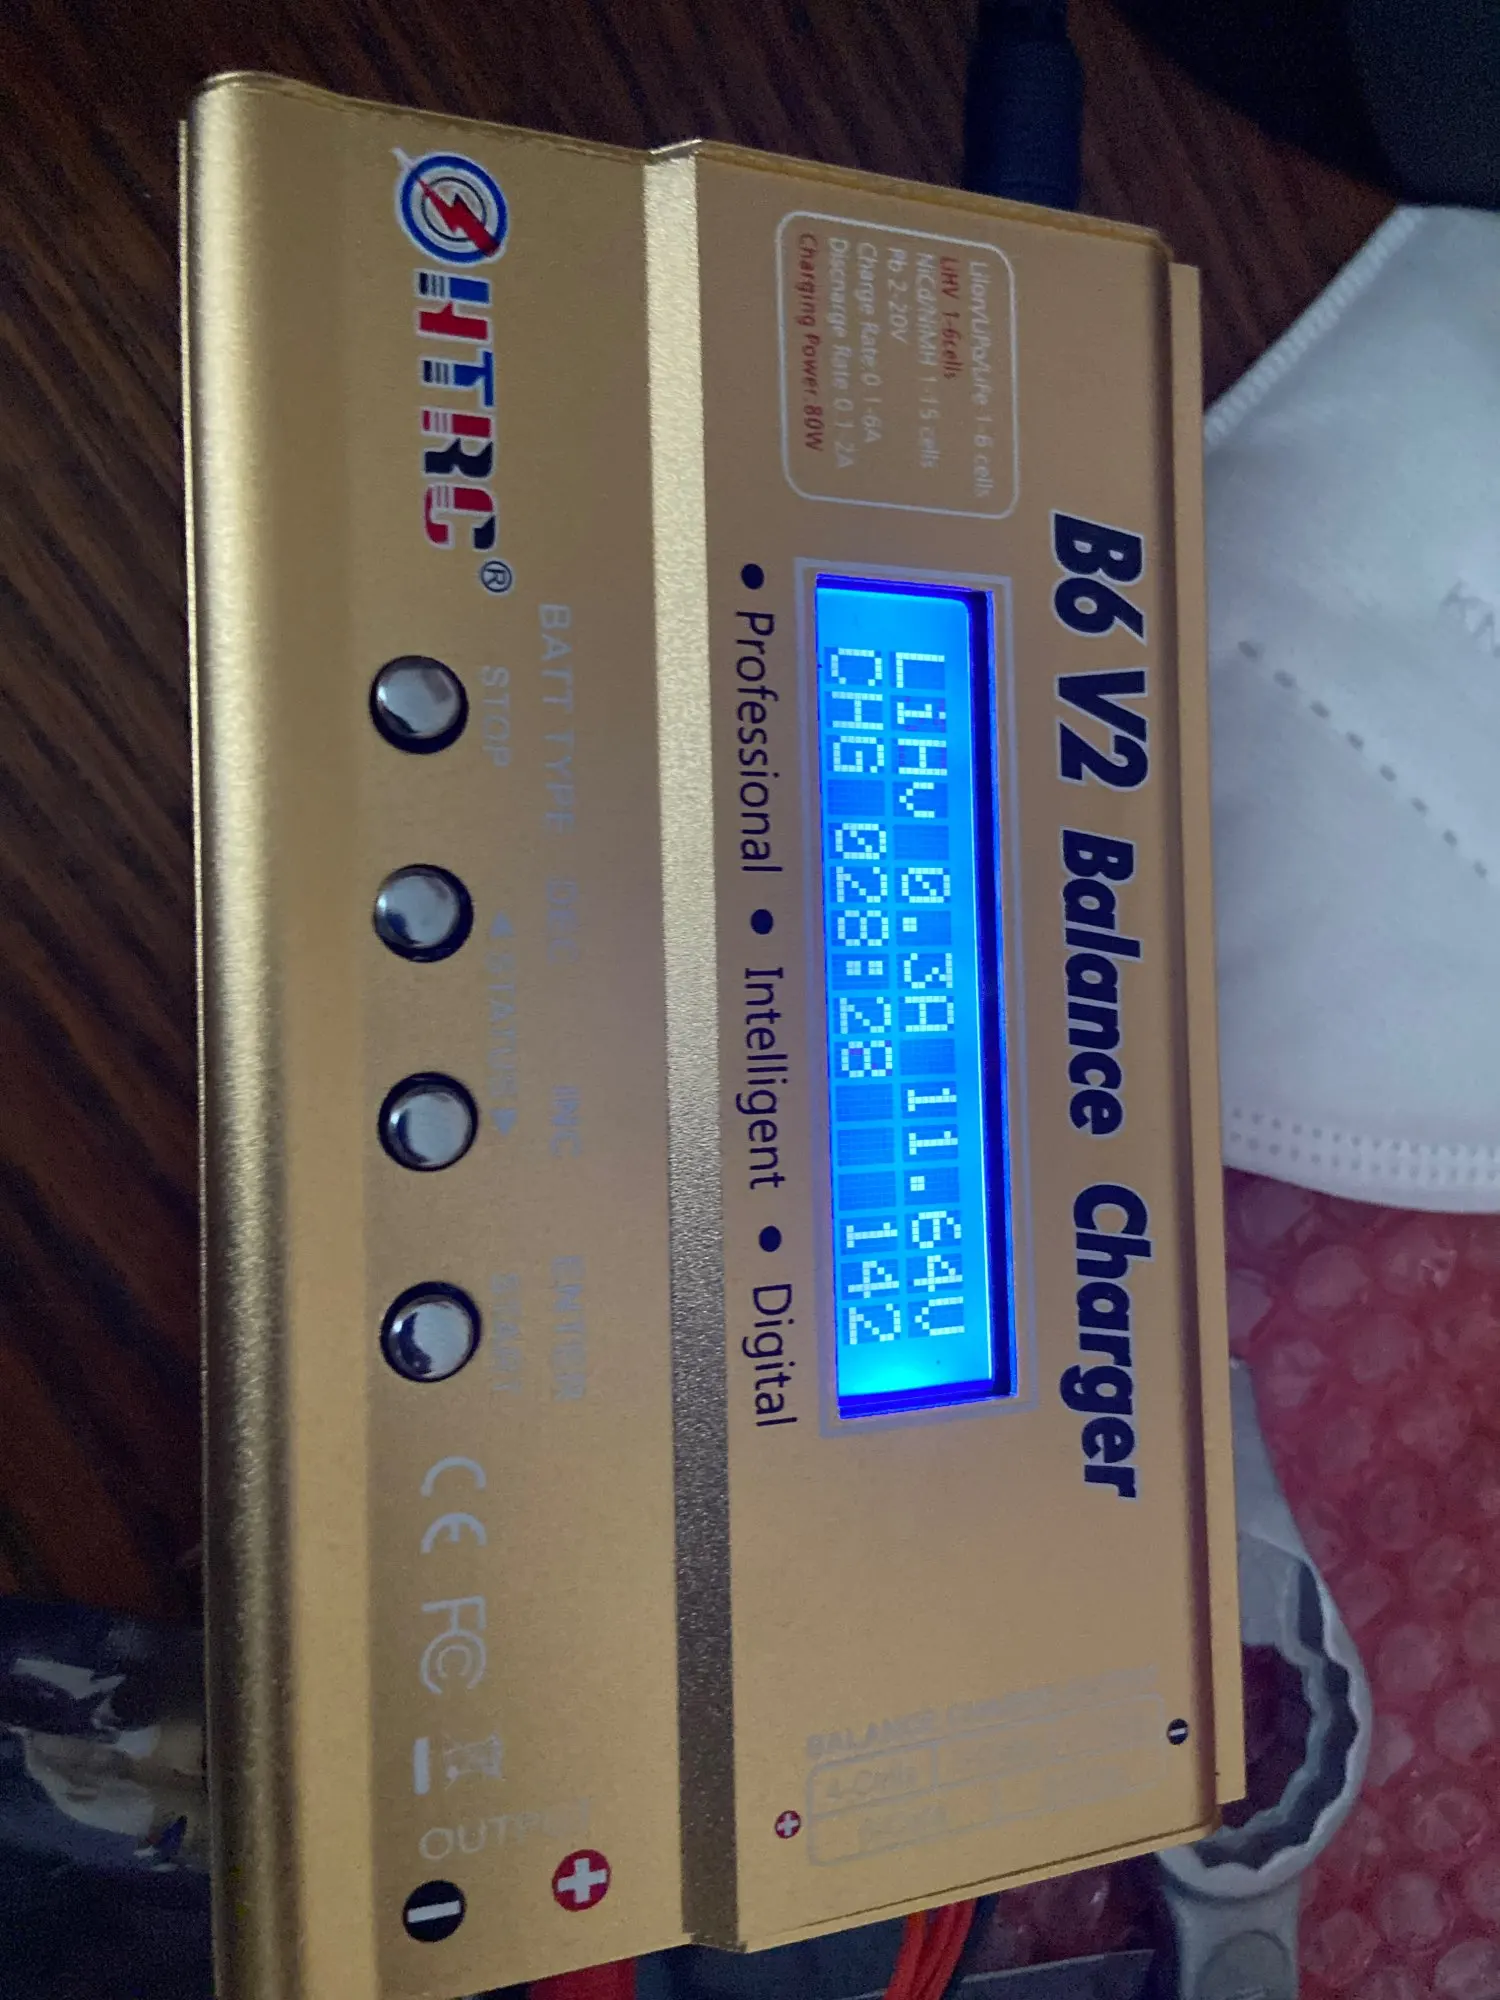 B6 V2 Balance Charger
LiIon/LiPo/LiFe 1-6 cells
LiHV 1-6cells
NiCd/NiMH 1-15 cells
Pb 2-20V
Charge Rate:0.1-6A
Discharge Rate 0.1-2A
Charging Power:80W
LiHv 0.3A 11.64V
CHG 028:28 142
● Professional ● Intelligent ● Digital
BALANCE
4-Cells
HTRC®
BATT TYPE DEC INC ENTER
STOP ◀ STATUS ▶ START
CE FC
OUTPUT